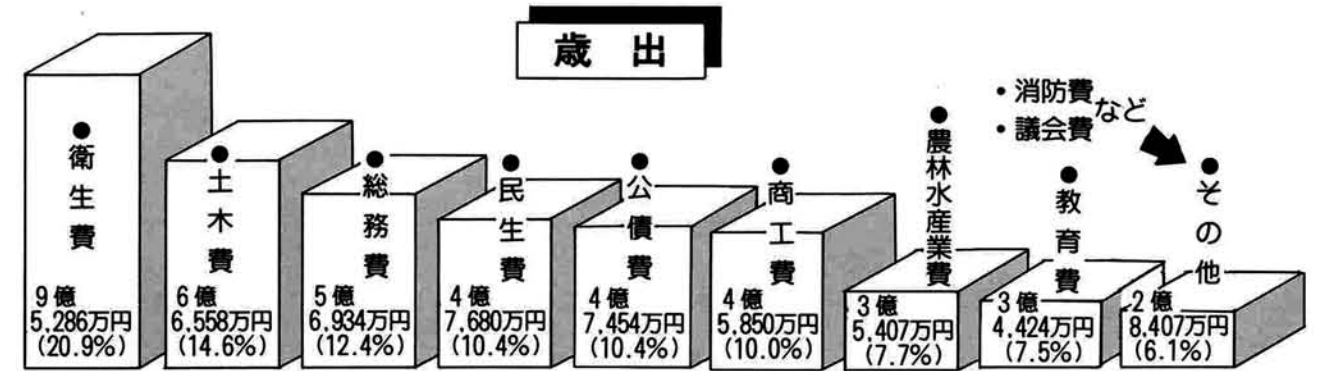 歳出
●衛生費
9億
5,286万円
(20.9%)
●土木費
6億
6,558万円
(14.6%)
●総務費
5億
6,934万円
(12.4%)
●民生費
4億
7,680万円
(10.4%)
●公債費
4億
7,454万円
(10.4%)
●商工費
4億
5,850万円
(10.0%)
●農林水産業費
3億
5,407万円
(7.7%)
●教育費
3億
4,424万円
(7.5%)
・消防費
・議会費
など
●その他
2億
8,407万円
(6.1%)